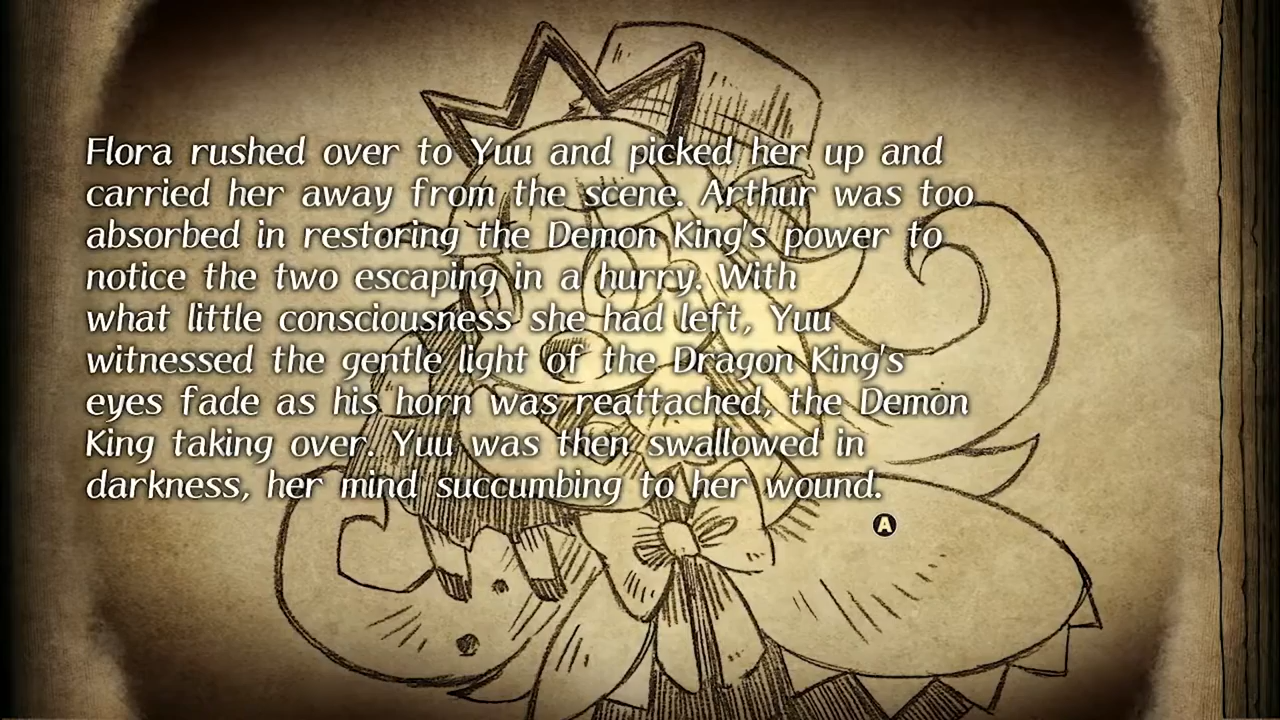 Flora rushed over to Yuu and picked her up and
carried her away from the scene. Arthur was too
absorbed in restoring the Demon King's power to
notice the two escaping in a hurry. With
what little consciousness she had left, Yuu
witnessed the gentle light of the Dragon King's
eyes fade as his horn was reattached, the Demon
King taking over. Yuu was then swallowed in
darkness, her mind succumbing to her wound.
A